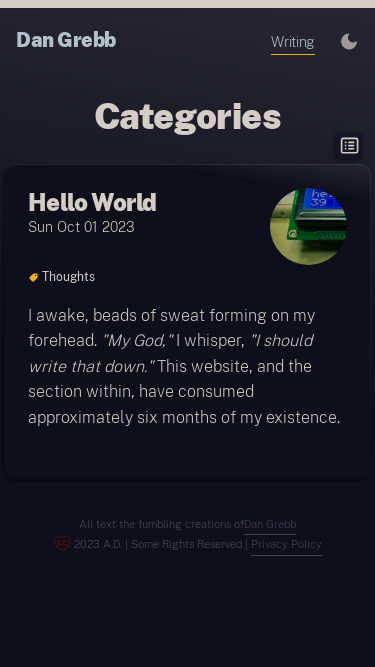 Dan Grebb
Writing
Categories
Hello World
Sun Oct 01 2023
he
39
Thoughts
I awake, beads of sweat forming on my
forehead. "My God," I whisper, "I should
write that down." This website, and the
section within, have consumed
approximately six months of my existence.
All text the fumbling creations ofDan Grebb
CC 2023 A.D. | Some Rights Reserved | Privacy Policy